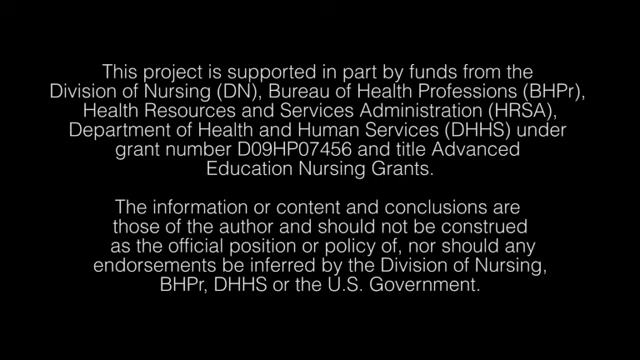 This project is supported in part by funds from the
Division of Nursing (DN), Bureau of Health Professions (BHPr),
Health Resources and Services Administration (HRSA),
Department of Health and Human Services (DHHS) under
grant number D09HP07456 and title Advanced
Education Nursing Grants.
The information or content and conclusions are
those of the author and should not be construed
as the official position or policy of, nor should any
endorsements be inferred by the Division of Nursing,
BHPr, DHHS or the U.S. Government.